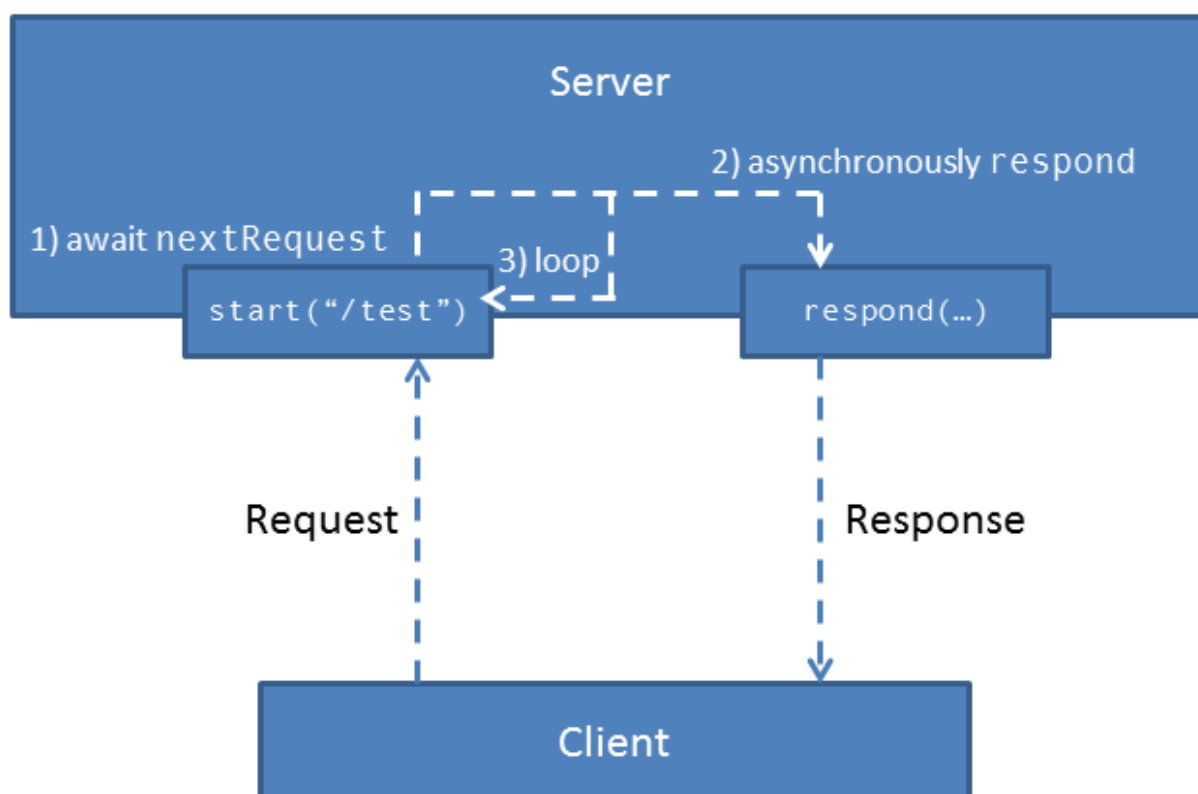 Server
2) asynchronously respond
1) await nextRequest
3) loop
start(“/test”)
respond(…)
Request
Response
Client